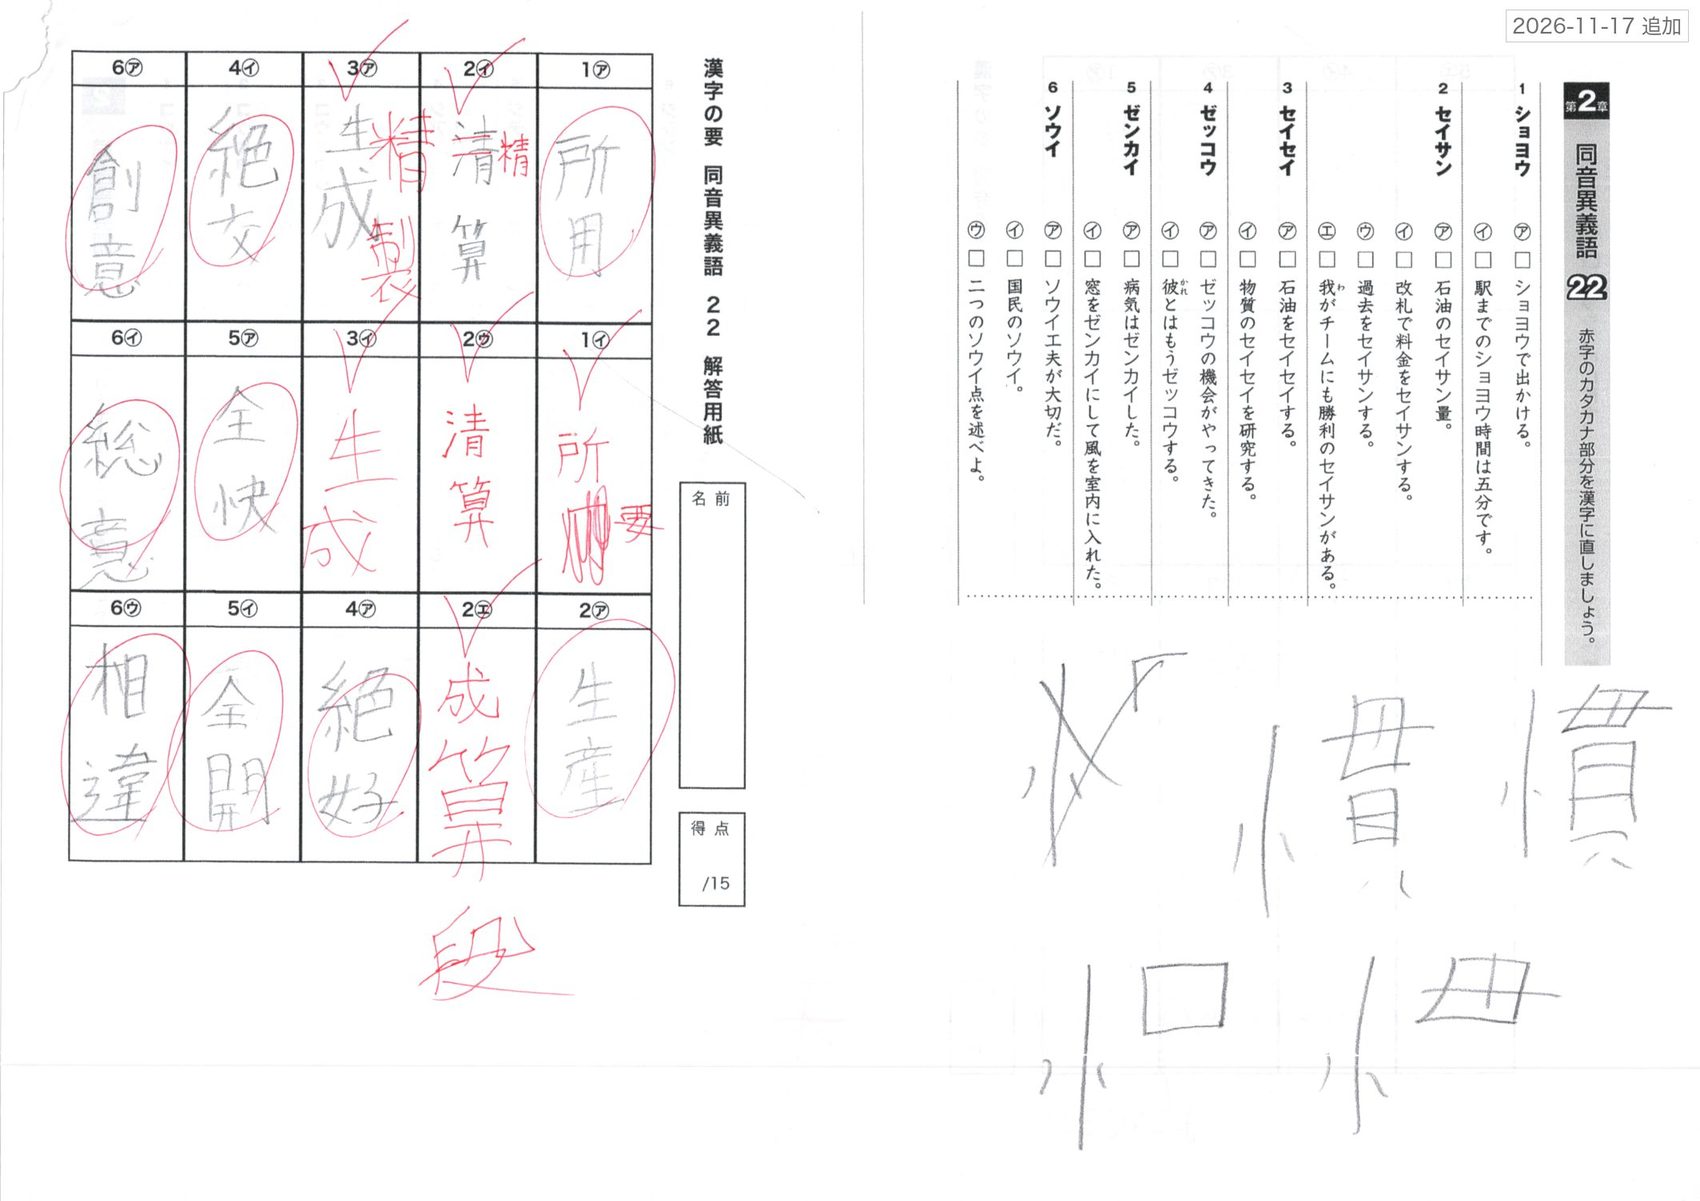 2026-11-17 追加
第2章 同音異義語 22 赤字のカタカナ部分を漢字に直しましょう。
1 ショヨウ
㋐□ショヨウで出かける。
㋑□駅までのショヨウ時間は五分です。
2 セイサン
㋐□石油のセイサン量。
㋑□改札で料金をセイサンする。
㋒□過去をセイサンする。
㋓□我がチームにも勝利のセイサンがある。
わ
3 セイセイ
㋐□石油をセイセイする。
㋑□物質のセイセイを研究する。
4 ゼッコウ
㋐□ゼッコウの機会がやってきた。
㋑□彼とはもうゼッコウする。
かれ
5 ゼンカイ
㋐□病気はゼンカイした。
㋑□窓をゼンカイにして風を室内に入れた。
6 ソウイ
㋐□ソウイ工夫が大切だ。
㋑□国民のソウイ。
㋒□二つのソウイ点を述べよ。
漢字の要 同音異義語 22 解答用紙
名前
得点
/15
1㋐
所用
1㋑
所要
2㋐
生産
2㋑
清算
精
2㋒
清算
2㋓
成算
3㋐
生成
精製
3㋑
生成
4㋐
絶好
4㋑
絶交
5㋐
全快
5㋑
全開
6㋐
創意
6㋑
総意
6㋒
相違
慣
慣